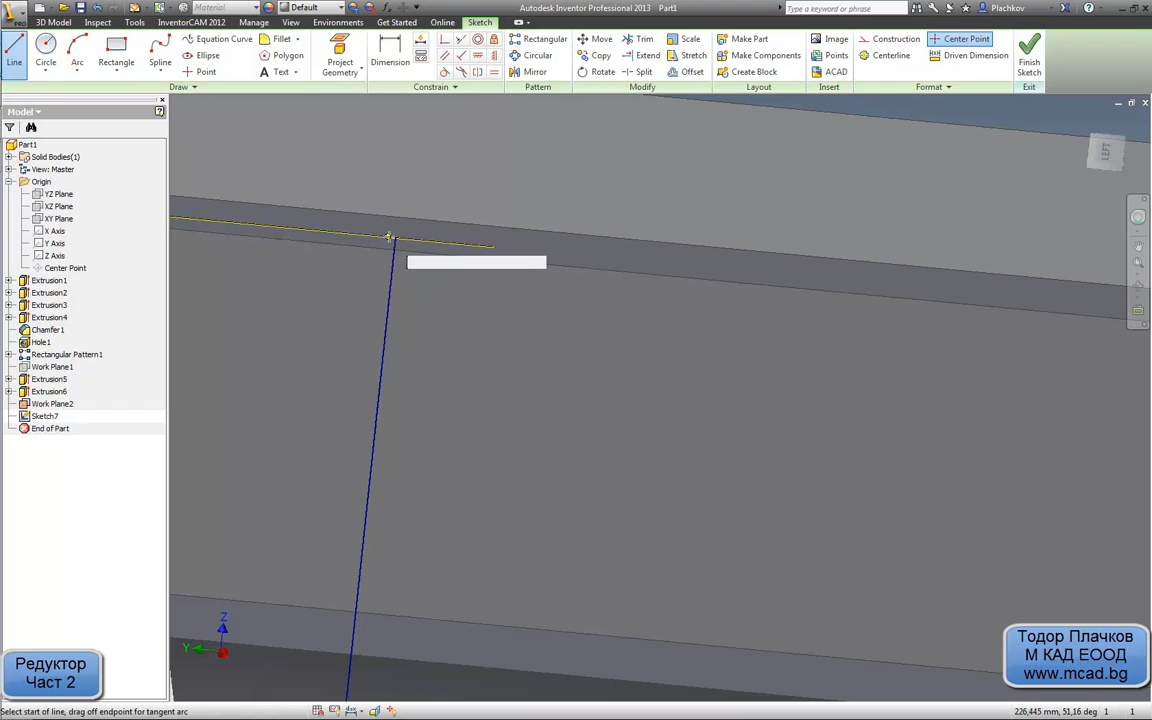 PRO
Material
Default
Autodesk Inventor Professional 2013 Part1
Type a keyword or phrase
Plachkov
3D Model Inspect Tools InventorCAM 2012 Manage View Environments Get Started Online Sketch
Line Circle Arc Rectangle Spline
Equation Curve Fillet
Ellipse Polygon
Point Text
Project Geometry
Dimension
Rectangular
Circular
Mirror
Move Trim Scale
Copy Extend Stretch
Rotate Split Offset
Make Part
Make Components
Create Block
Image
Points
ACAD
Construction Center Point
Centerline Driven Dimension
Finish Sketch
Draw Constrain Pattern Modify Layout Insert Format Exit
Model
Part1
Solid Bodies(1)
View: Master
Origin
YZ Plane
XZ Plane
XY Plane
X Axis
Y Axis
Z Axis
Center Point
Extrusion1
Extrusion2
Extrusion3
Extrusion4
Chamfer1
Hole1
Rectangular Pattern1
Work Plane1
Extrusion5
Extrusion6
Work Plane2
Sketch7
End of Part
LEFT
Z
Y
Редуктор
Част 2
Тодор Плачков
М КАД ЕООД
www.mcad.bg
Select start of line, drag off endpoint for tangent arc
226,445 mm, 51,16 deg 1 1